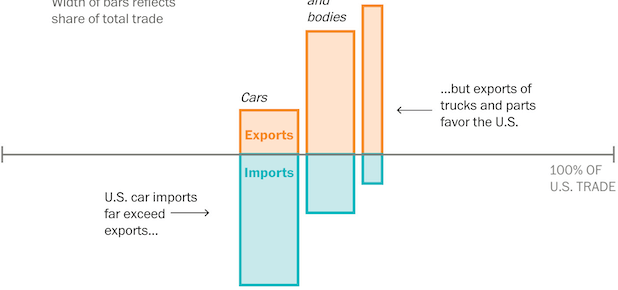 Width of bars reflects
share of total trade
and
bodies
Cars
Exports
Imports
...but exports of
trucks and parts
favor the U.S.
100% OF
U.S. TRADE
U.S. car imports
far exceed
exports...